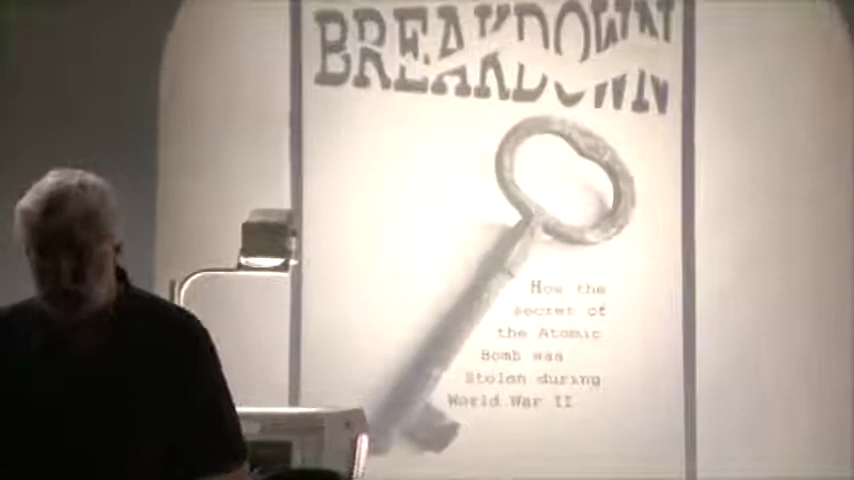 BREAKDOWN
How the
secret of
the Atomic
Bomb was
Stolen during
World War II